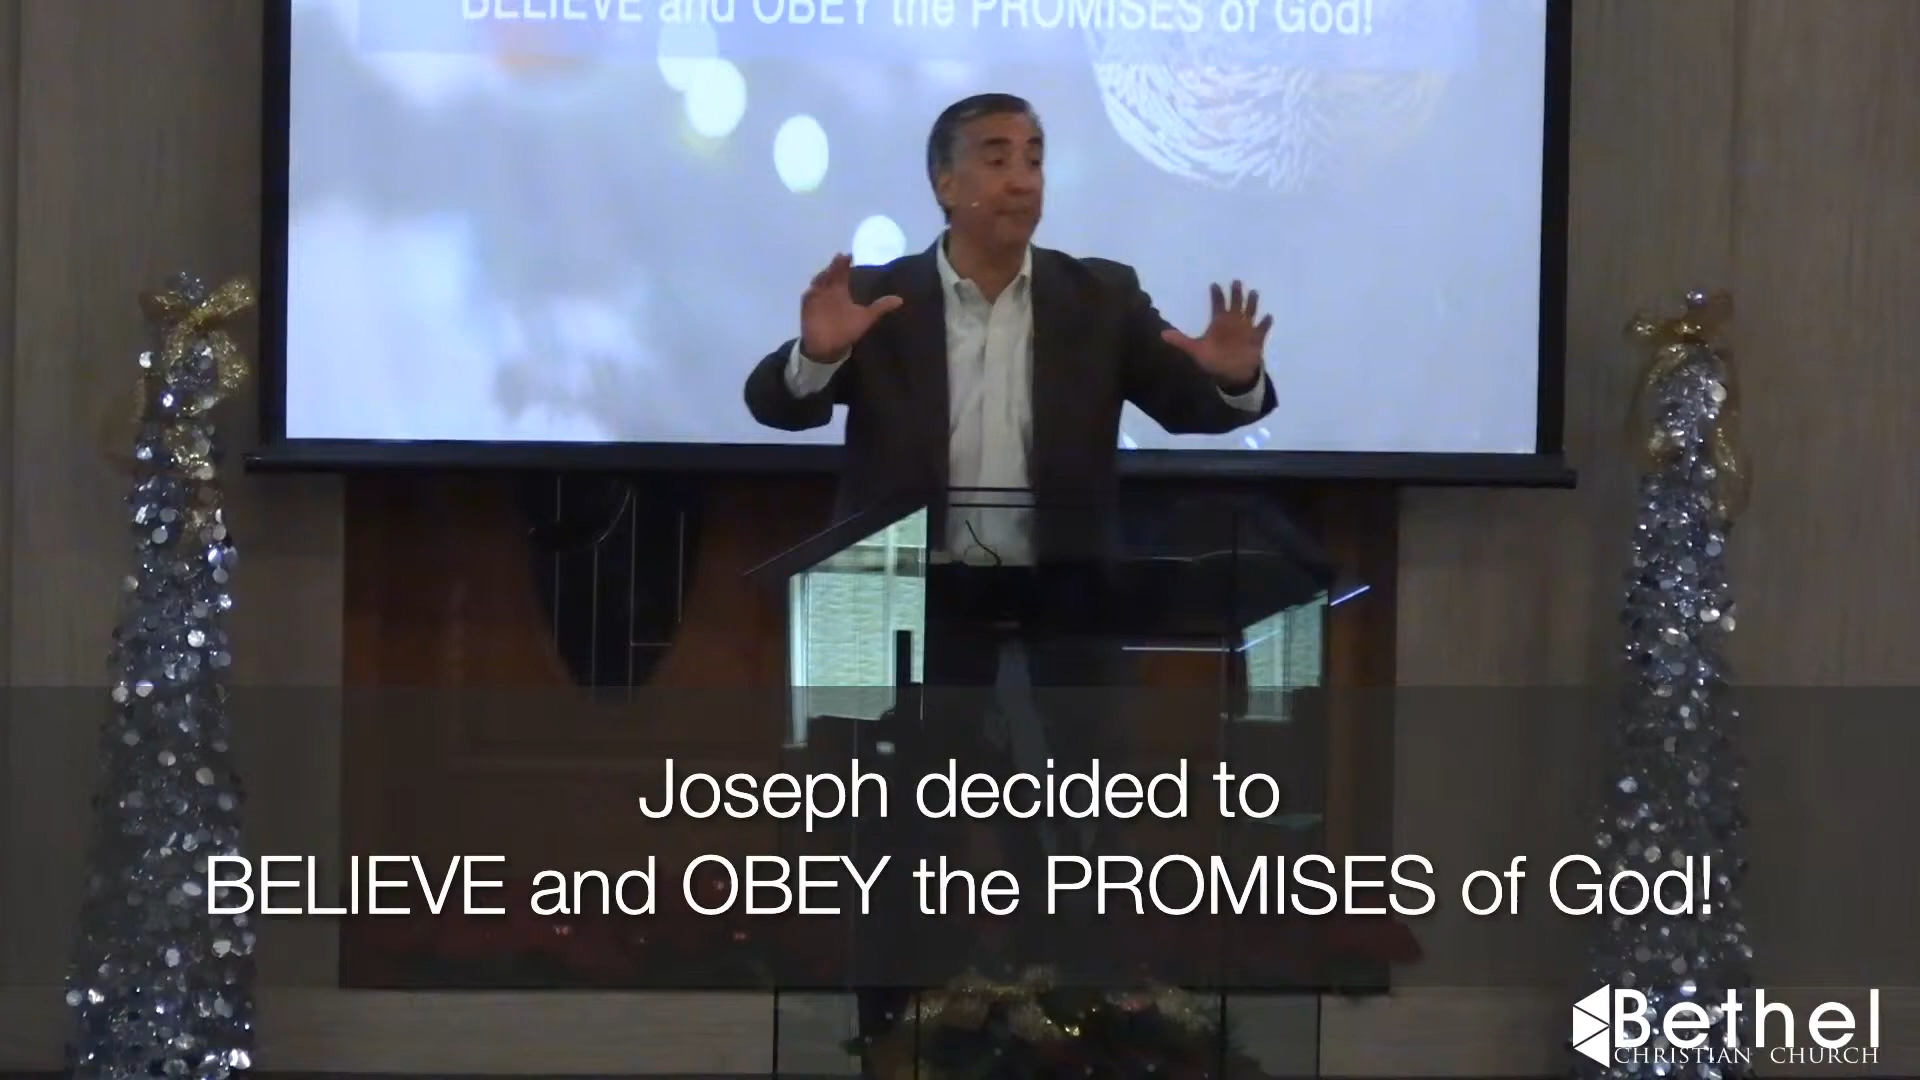 BELIEVE and OBEY the PROMISES of God!
Joseph decided to
BELIEVE and OBEY the PROMISES of God!
Bethel
CHRISTIAN CHURCH